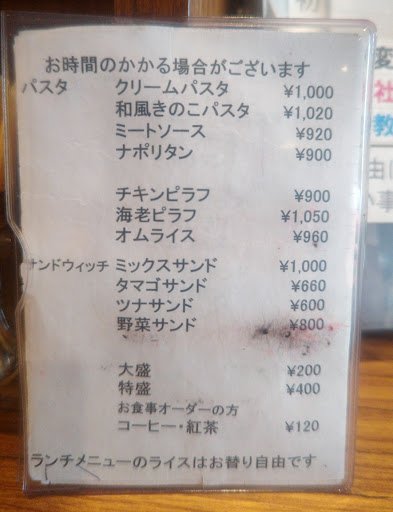 お時間のかかる場合がございます
パスタ クリームパスタ ¥1,000
和風きのこパスタ ¥1,020
ミートソース ¥920
ナポリタン ¥900
チキンピラフ ¥900
海老ピラフ ¥1,050
オムライス ¥960
サンドウィッチ ミックスサンド ¥1,000
タマゴサンド ¥660
ツナサンド ¥600
野菜サンド ¥800
大盛 ¥200
特盛 ¥400
お食事オーダーの方
コーヒー・紅茶 ¥120
ランチメニューのライスはお替り自由です
初
変
社
教
由
事